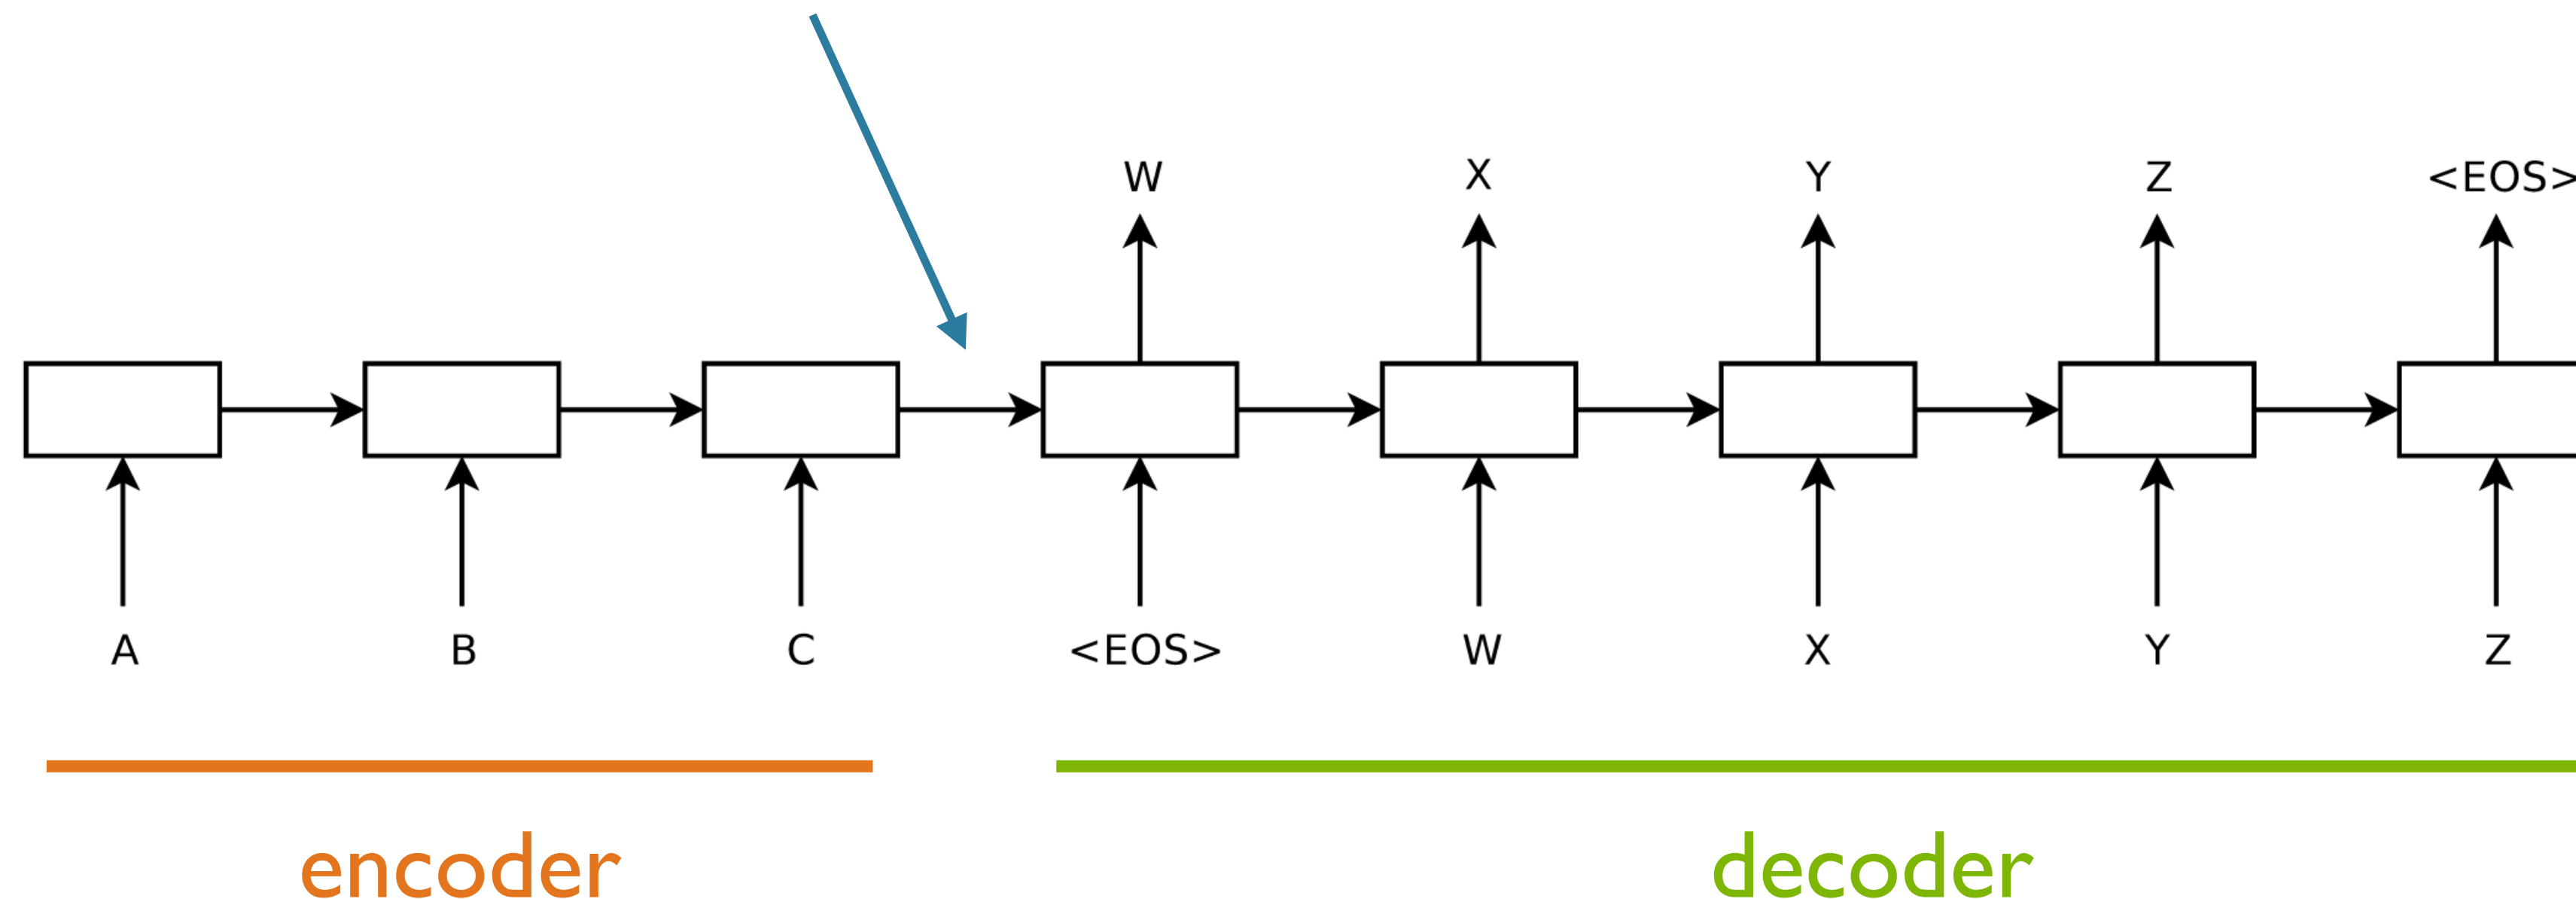 W X Y Z <EOS>
A B C <EOS> W X Y Z
encoder decoder